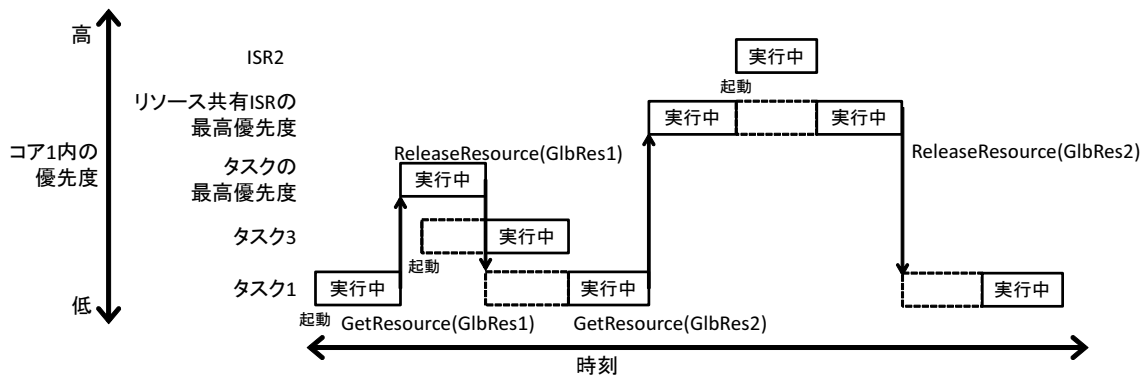 高
ISR2
実行中
起動
リソース共有ISRの
最高優先度
実行中
実行中
コア1内の
優先度
ReleaseResource(GlbRes1)
ReleaseResource(GlbRes2)
タスクの
最高優先度
実行中
タスク3
実行中
起動
タスク1
実行中
実行中
実行中
低
起動
GetResource(GlbRes1)
GetResource(GlbRes2)
時刻